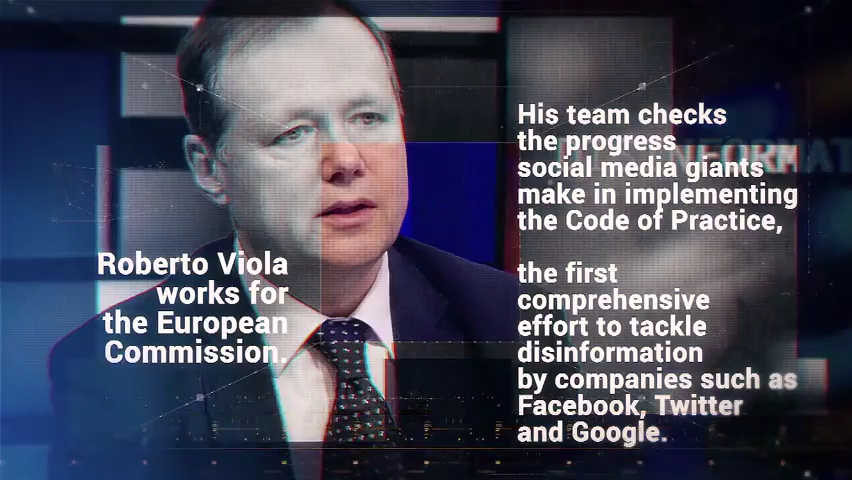 Roberto Viola
works for
the European
Commission.
His team checks
the progress
social media giants
make in implementing
the Code of Practice,
the first
comprehensive
effort to tackle
disinformation
by companies such as
Facebook, Twitter
and Google.